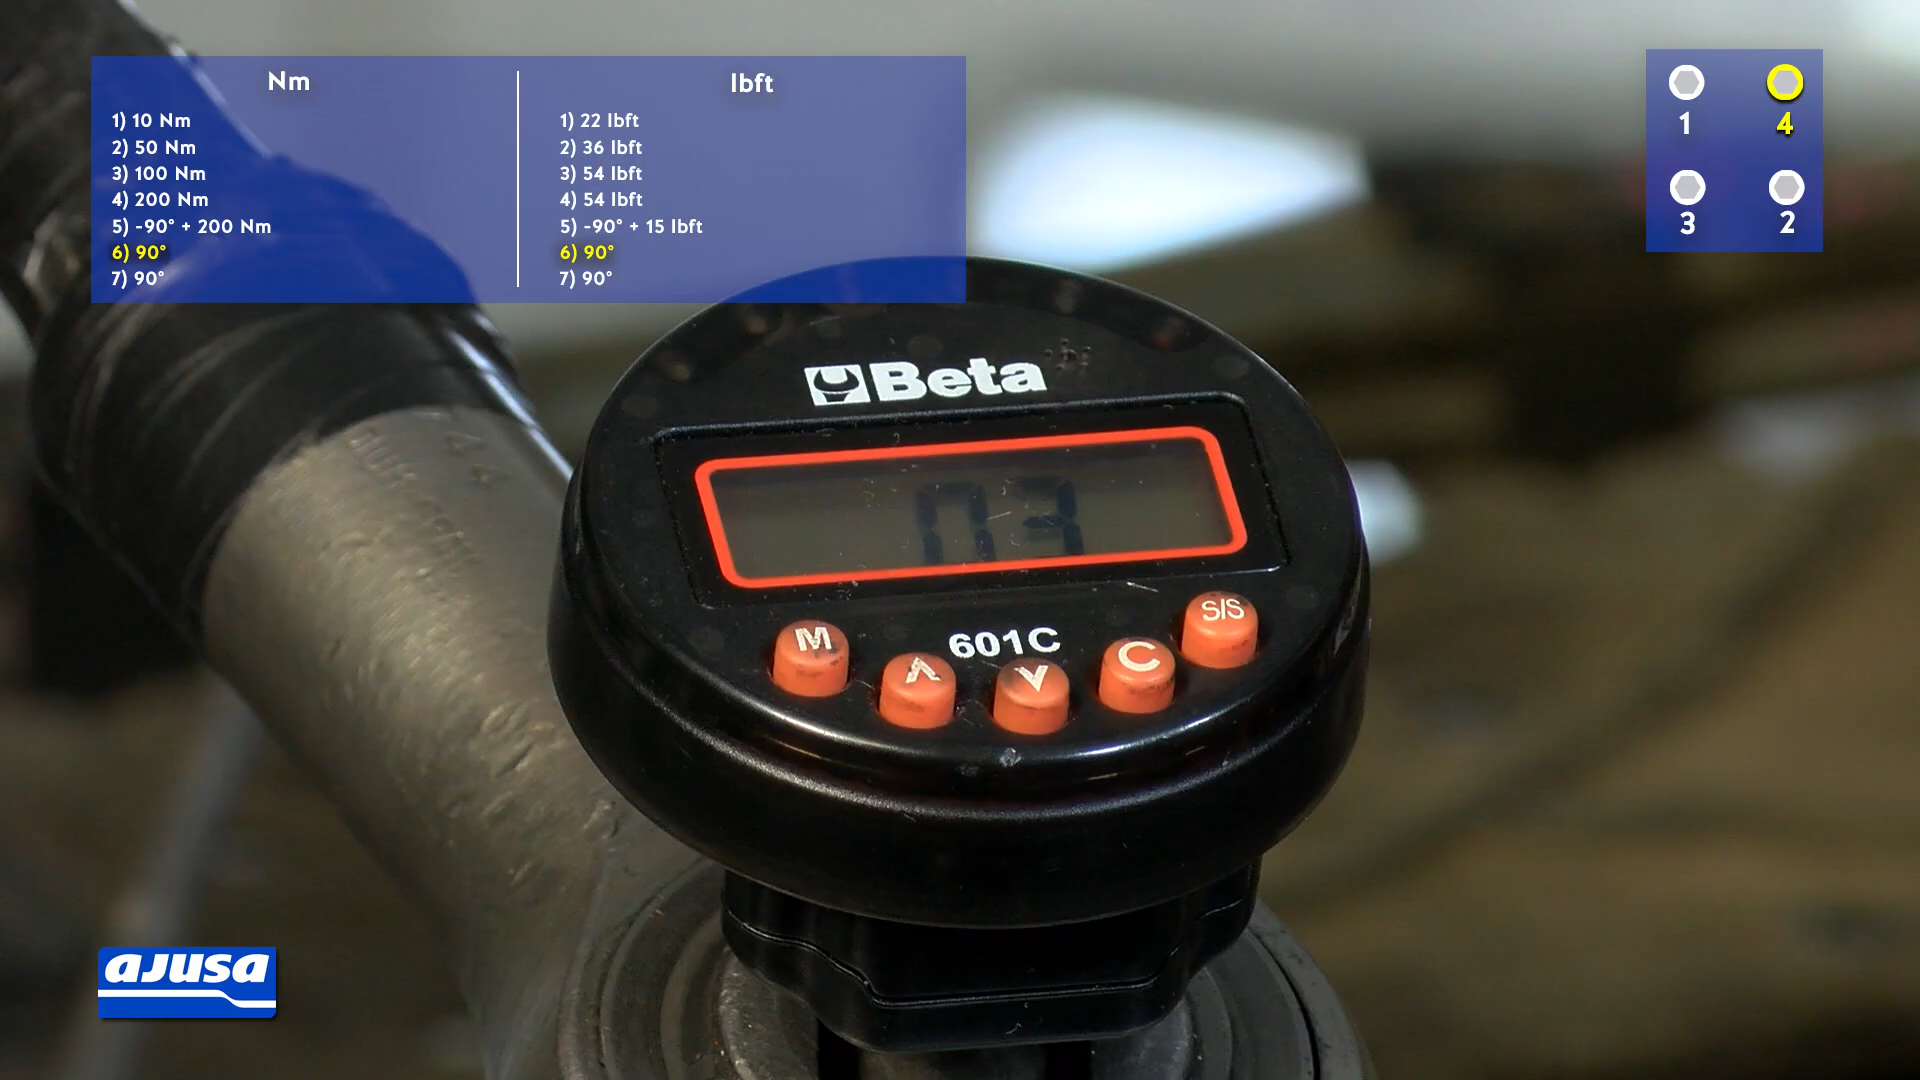 Nm
1) 10 Nm
2) 50 Nm
3) 100 Nm
4) 200 Nm
5) -90° + 200 Nm
6) 90°
7) 90°
lbft
1) 22 lbft
2) 36 lbft
3) 54 lbft
4) 54 lbft
5) -90° + 15 lbft
6) 90°
7) 90°
1
4
3
2
Beta
M
601C
C
S/S
ajusa